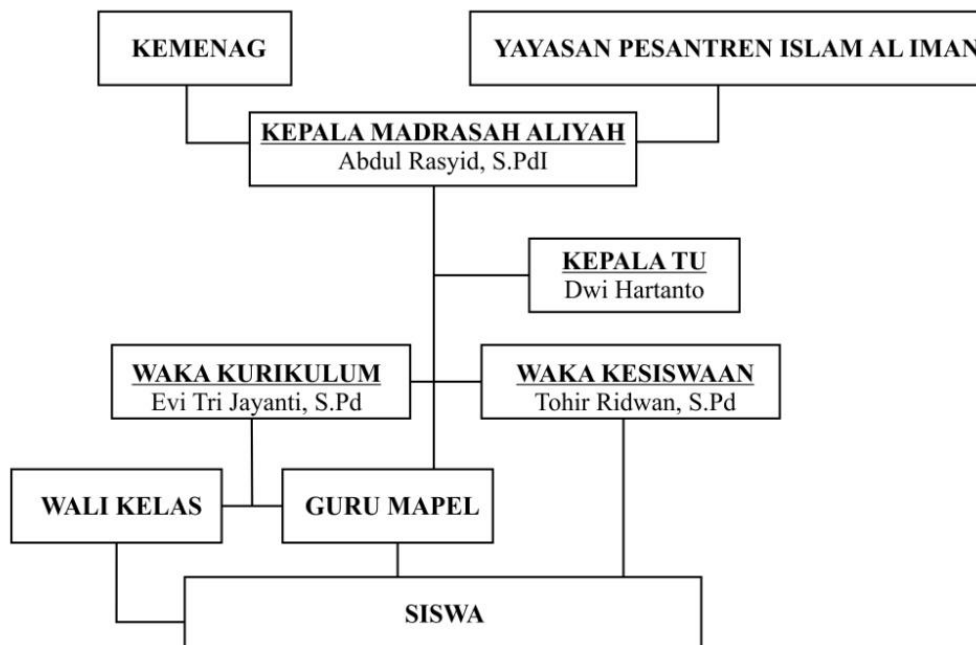 KEMENAG
YAYASAN PESANTREN ISLAM AL IMAN
KEPALA MADRASAH ALIYAH
Abdul Rasyid, S.PdI
KEPALA TU
Dwi Hartanto
WAKA KURIKULUM
Evi Tri Jayanti, S.Pd
WAKA KESISWAAN
Tohir Ridwan, S.Pd
WALI KELAS
GURU MAPEL
SISWA